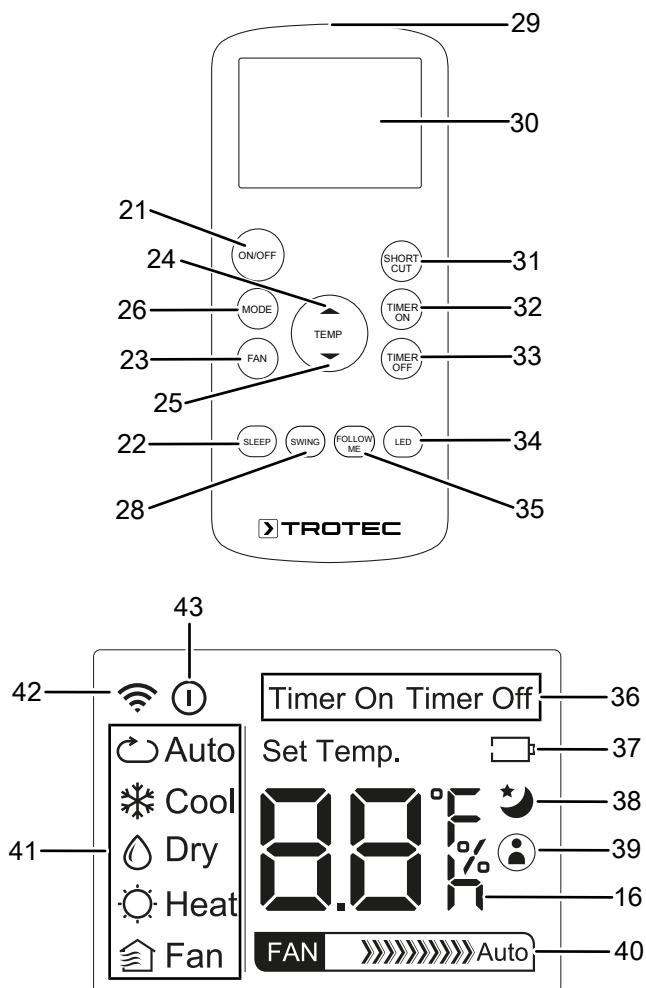 29
30
21
ON/OFF
SHORT CUT
31
24
26
MODE
TEMP
TIMER ON
32
23
FAN
TIMER OFF
33
25
22
SLEEP
SWING
FOLLOW ME
LED
34
28
35
TROTEC
43
42
Timer On Timer Off
36
Auto
Set Temp.
37
Cool
8.8
°F
38
41
Dry
%
39
Heat
h
16
Fan
FAN
Auto
40